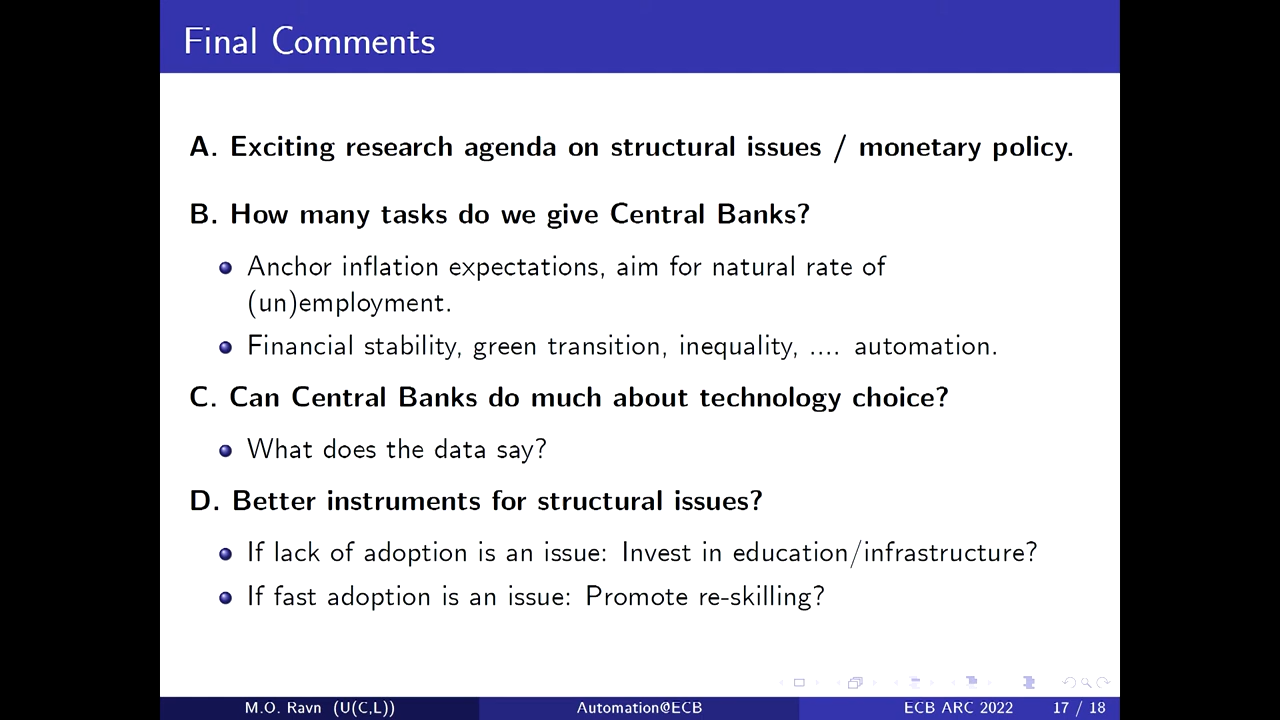 Final Comments
A. Exciting research agenda on structural issues / monetary policy.
B. How many tasks do we give Central Banks?
Anchor inflation expectations, aim for natural rate of
(un)employment.
Financial stability, green transition, inequality, .... automation.
C. Can Central Banks do much about technology choice?
What does the data say?
D. Better instruments for structural issues?
If lack of adoption is an issue: Invest in education/infrastructure?
If fast adoption is an issue: Promote re-skilling?
M.O. Ravn (U(C,L)) Automation@ECB ECB ARC 2022 17 / 18